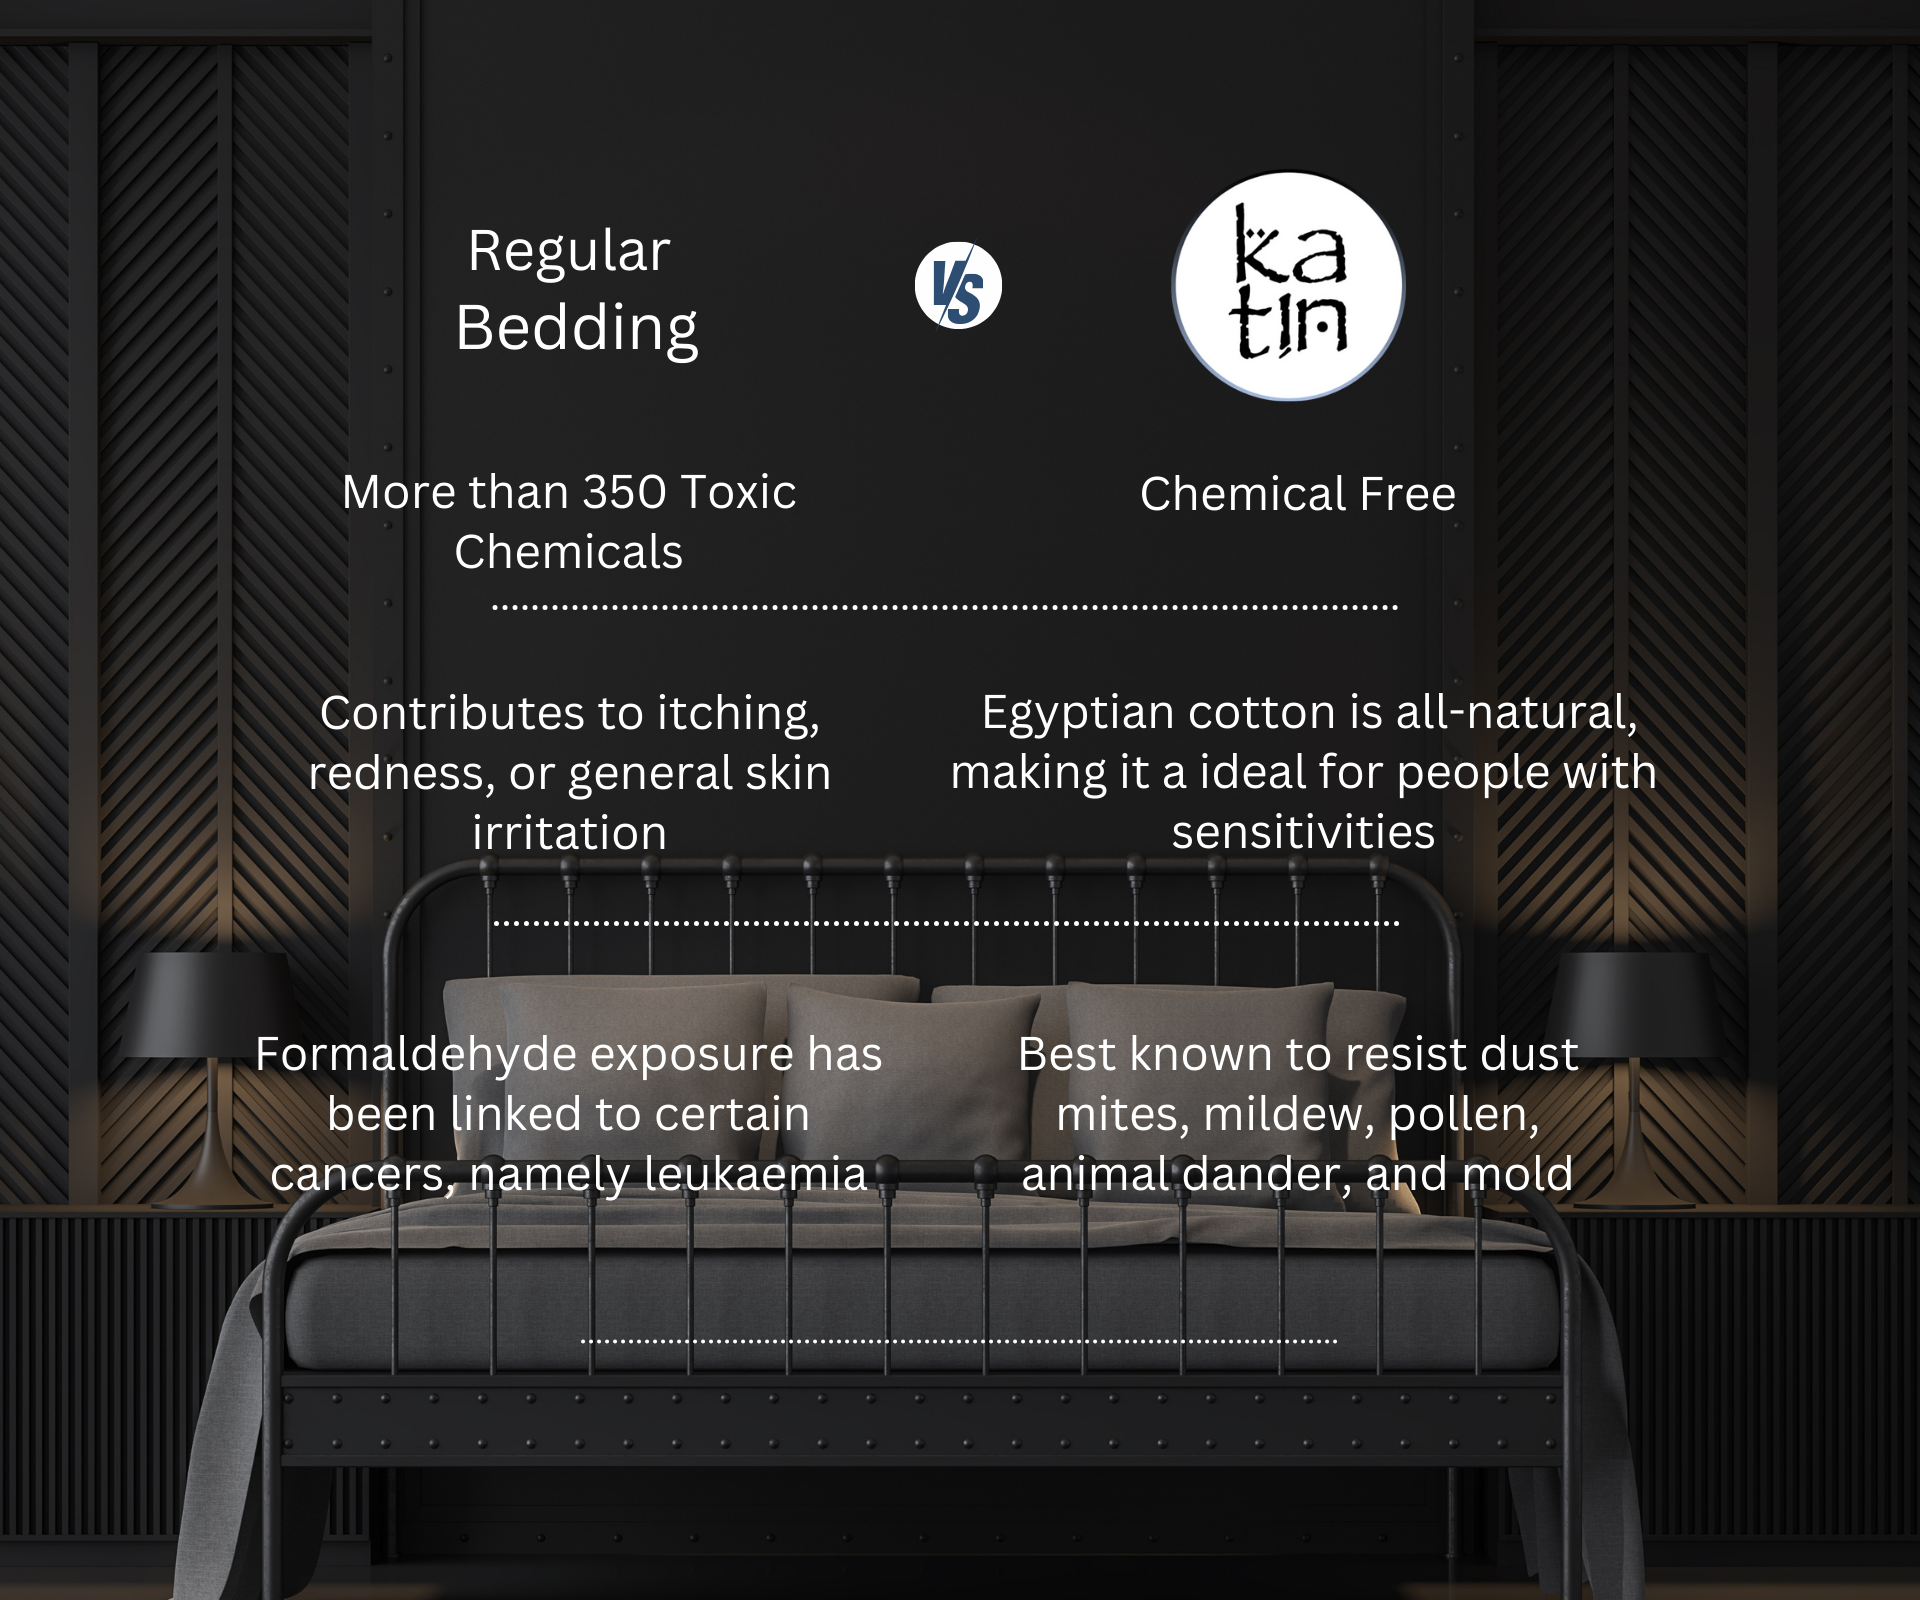 Regular
Bedding
VS
ka
tin
More than 350 Toxic
Chemicals
Chemical Free
Contributes to itching,
redness, or general skin
irritation
Egyptian cotton is all-natural,
making it a ideal for people with
sensitivities
Formaldehyde exposure has
been linked to certain
cancers, namely leukaemia
Best known to resist dust
mites, mildew, pollen,
animal dander, and mold